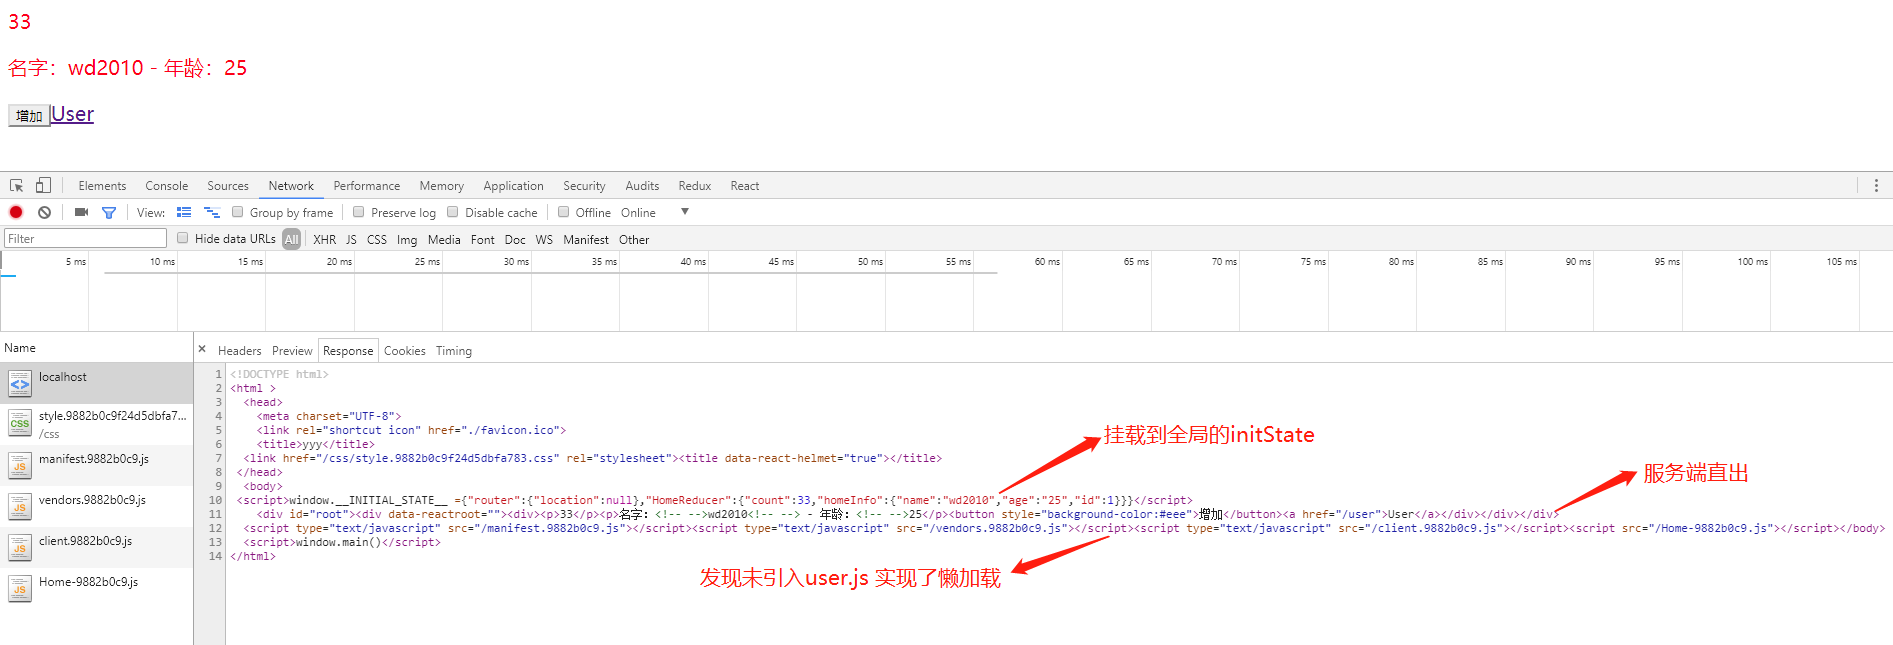 33
名字：wd2010 - 年龄：25
增加User
Elements Console Sources Network Performance Memory Application Security Audits Redux React
View: Group by frame Preserve log Disable cache Offline Online
Filter Hide data URLs All XHR JS CSS Img Media Font Doc WS Manifest Other
5 ms 10 ms 15 ms 20 ms 25 ms 30 ms 35 ms 40 ms 45 ms 50 ms 55 ms 60 ms 65 ms 70 ms 75 ms 80 ms 85 ms 90 ms 95 ms 100 ms 105 ms
Name
× Headers Preview Response Cookies Timing
localhost
style.9882b0c9f24d5dbfa7...
/css
manifest.9882b0c9.js
vendors.9882b0c9.js
client.9882b0c9.js
Home-9882b0c9.js
1 <!DOCTYPE html>
2 <html >
3 <head>
4 <meta charset="UTF-8">
5 <link rel="shortcut icon" href="./favicon.ico">
6 <title>yyy</title>
7 <link href="/css/style.9882b0c9f24d5dbfa783.css" rel="stylesheet"><title data-react-helmet="true"></title>
8 </head>
9 <body>
10 <script>window.__INITIAL_STATE__ ={"router":{"location":null},"HomeReducer":{"count":33,"homeInfo":{"name":"wd2010","age":"25","id":1}}}</script>
11 <div id="root"><div data-reactroot=""><div><p>33</p><p>名字：<!-- -->wd2010<!-- --> - 年龄：<!-- -->25</p><button style="background-color:#eee">增加</button><a href="/user">User</a></div></div></div>
12 <script type="text/javascript" src="/manifest.9882b0c9.js"></script><script type="text/javascript" src="/vendors.9882b0c9.js"></script><script type="text/javascript" src="/client.9882b0c9.js"></script><script src="/Home-9882b0c9.js"></script></body>
13 <script>window.main()</script>
14 </html>
挂载到全局的initState
服务端直出
发现未引入user.js 实现了懒加载